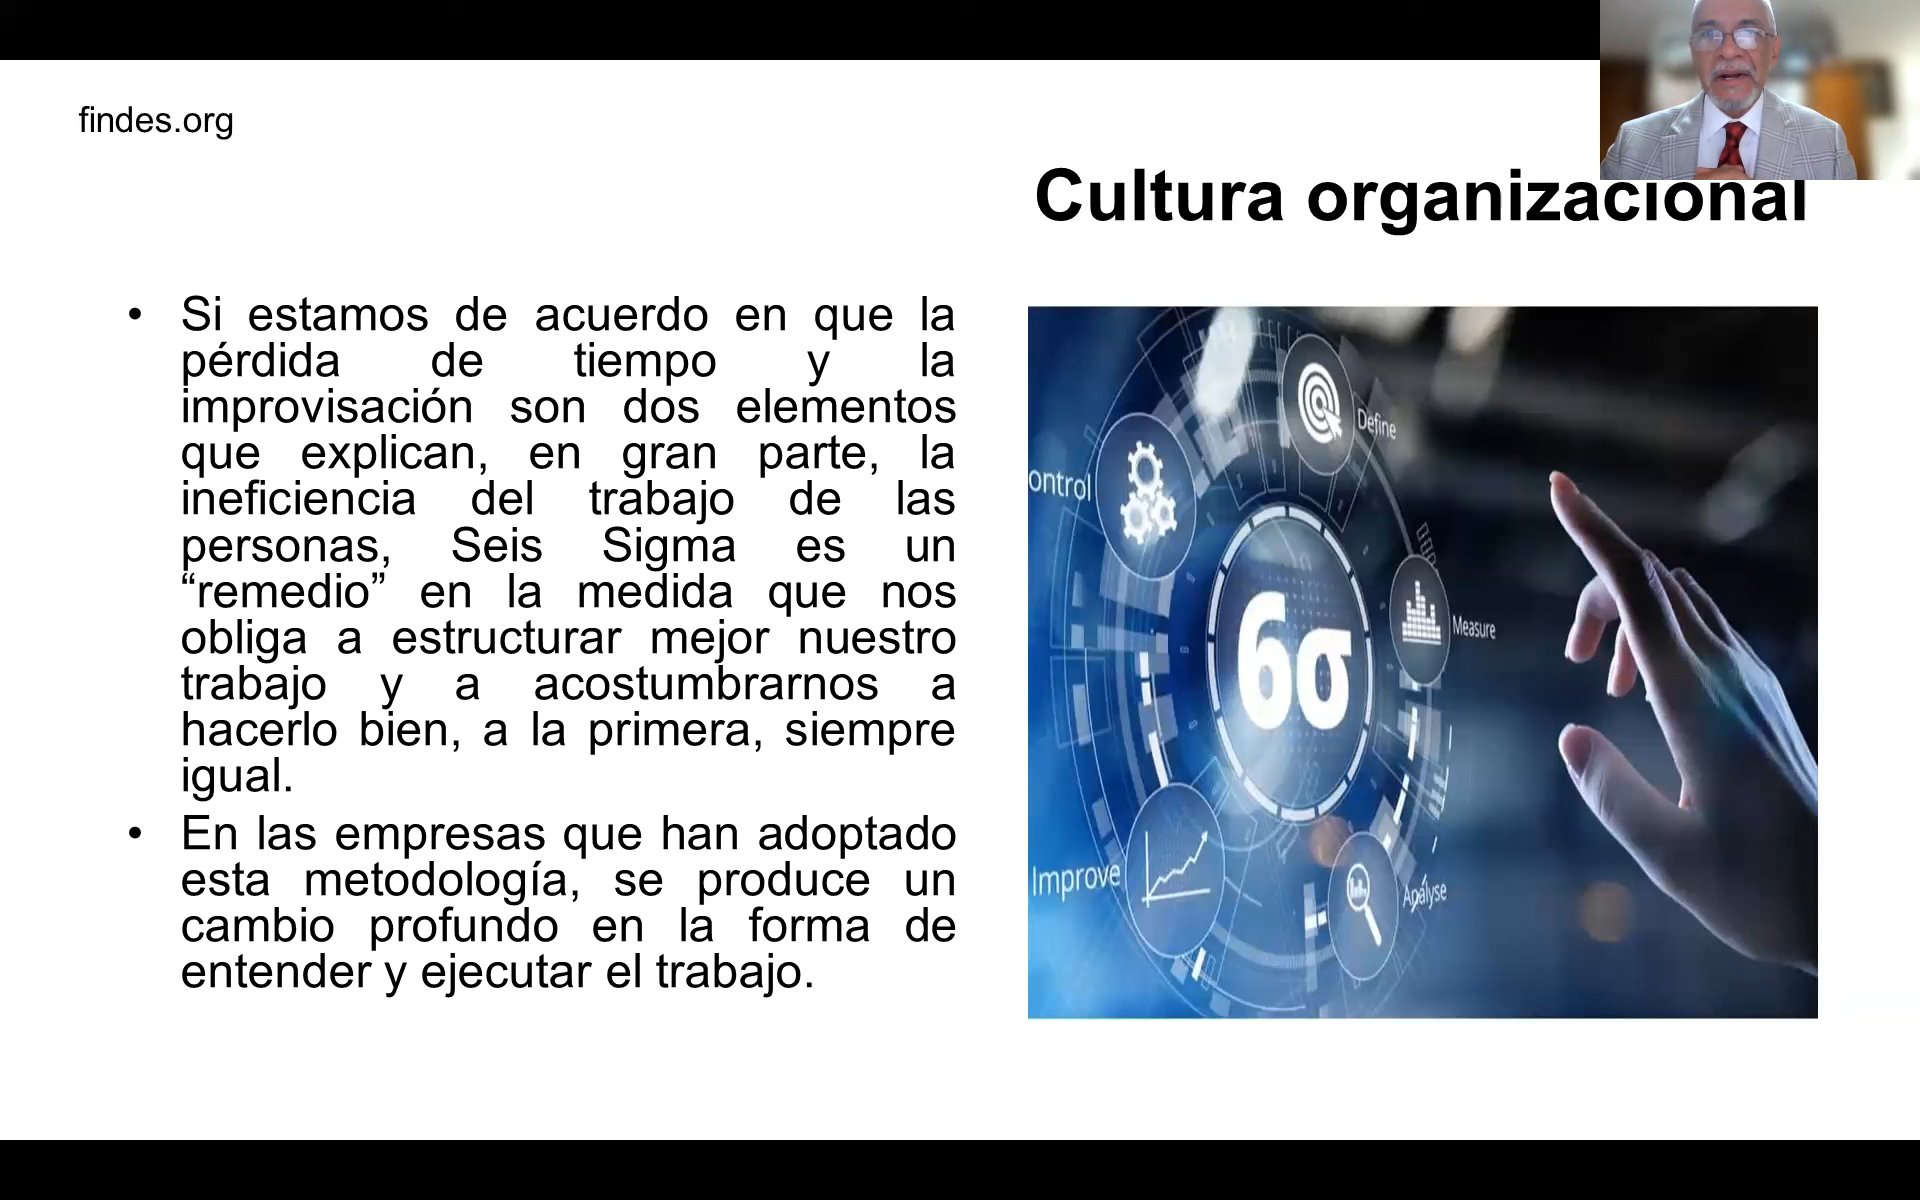 findes.org
Cultura organizacional
• Si estamos de acuerdo en que la
pérdida de tiempo y la
improvisación son dos elementos
que explican, en gran parte, la
ineficiencia del trabajo de las
personas, Seis Sigma es un
“remedio” en la medida que nos
obliga a estructurar mejor nuestro
trabajo y a acostumbrarnos a
hacerlo bien, a la primera, siempre
igual.
• En las empresas que han adoptado
esta metodología, se produce un
cambio profundo en la forma de
entender y ejecutar el trabajo.
Define
ontrol
6σ
Measure
Improve
Analyse